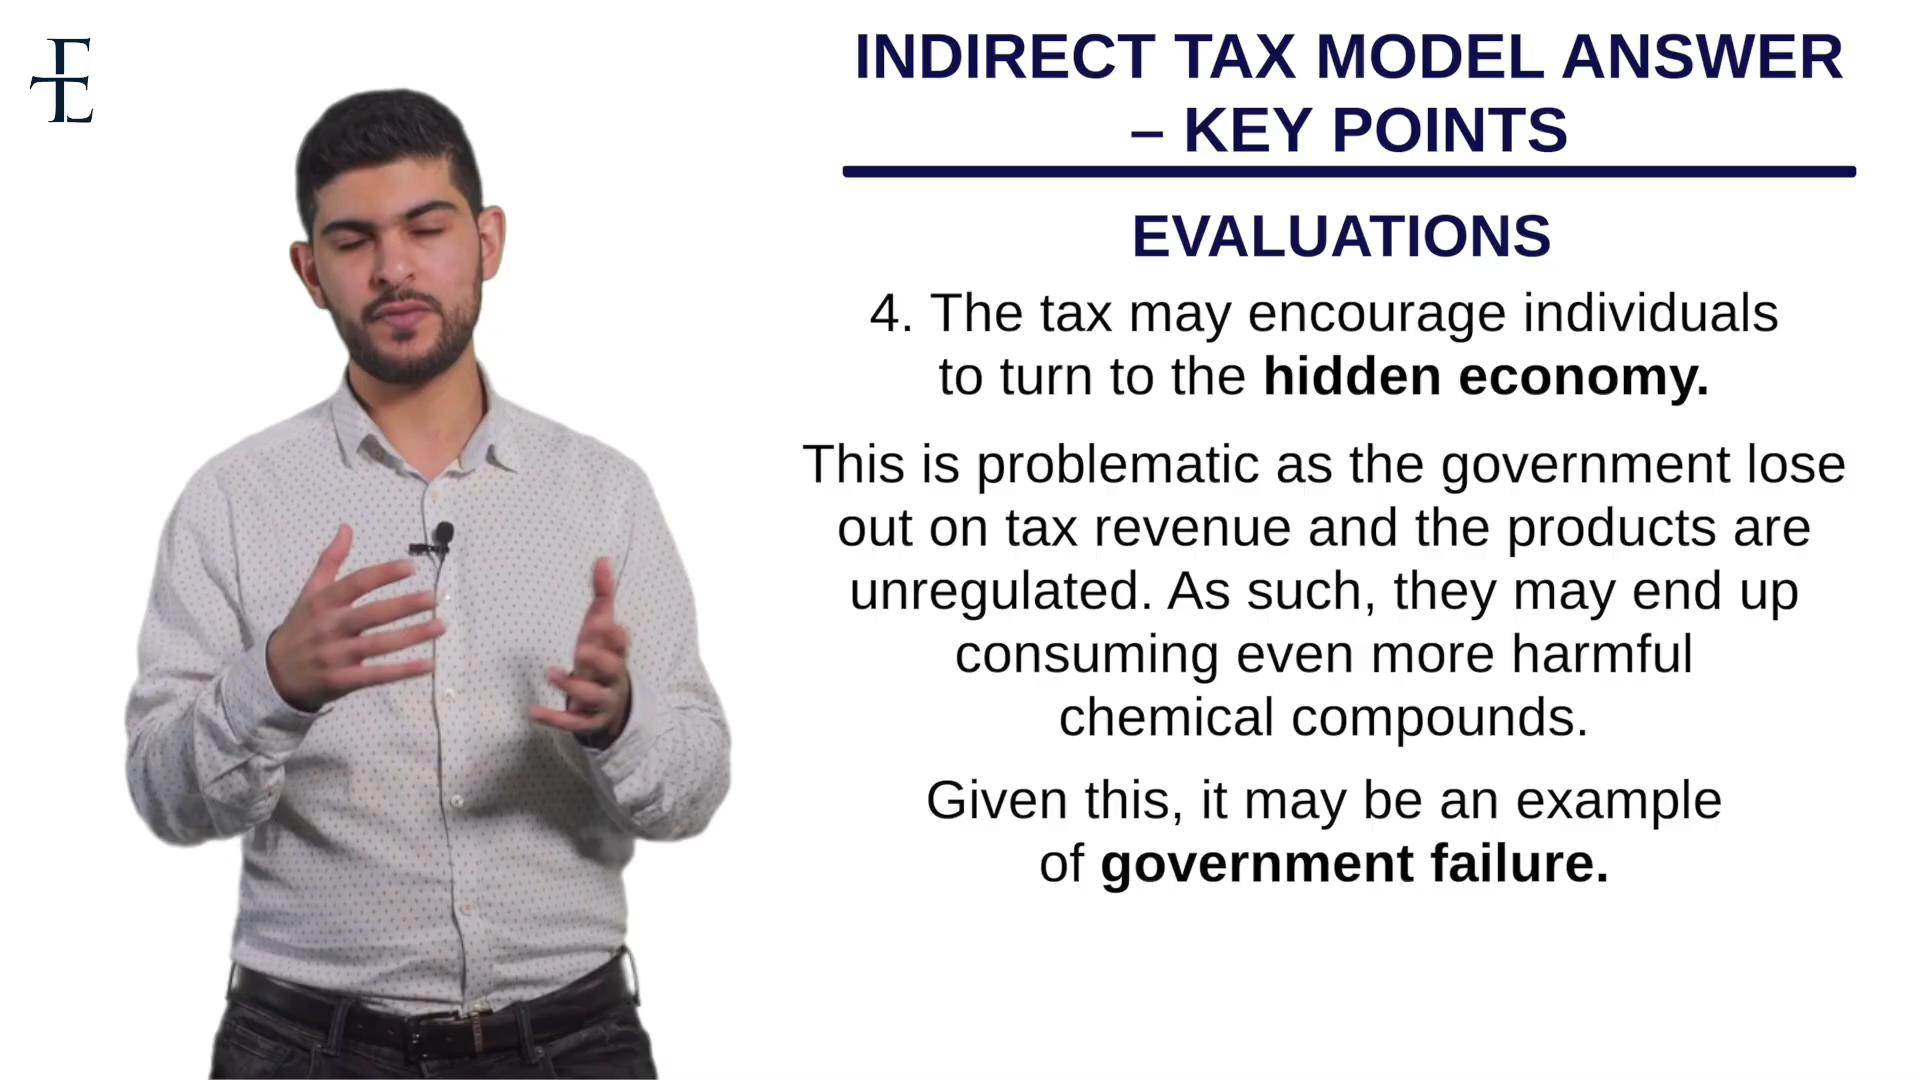 INDIRECT TAX MODEL ANSWER
– KEY POINTS
EVALUATIONS
4. The tax may encourage individuals
to turn to the hidden economy.
This is problematic as the government lose
out on tax revenue and the products are
unregulated. As such, they may end up
consuming even more harmful
chemical compounds.
Given this, it may be an example
of government failure.